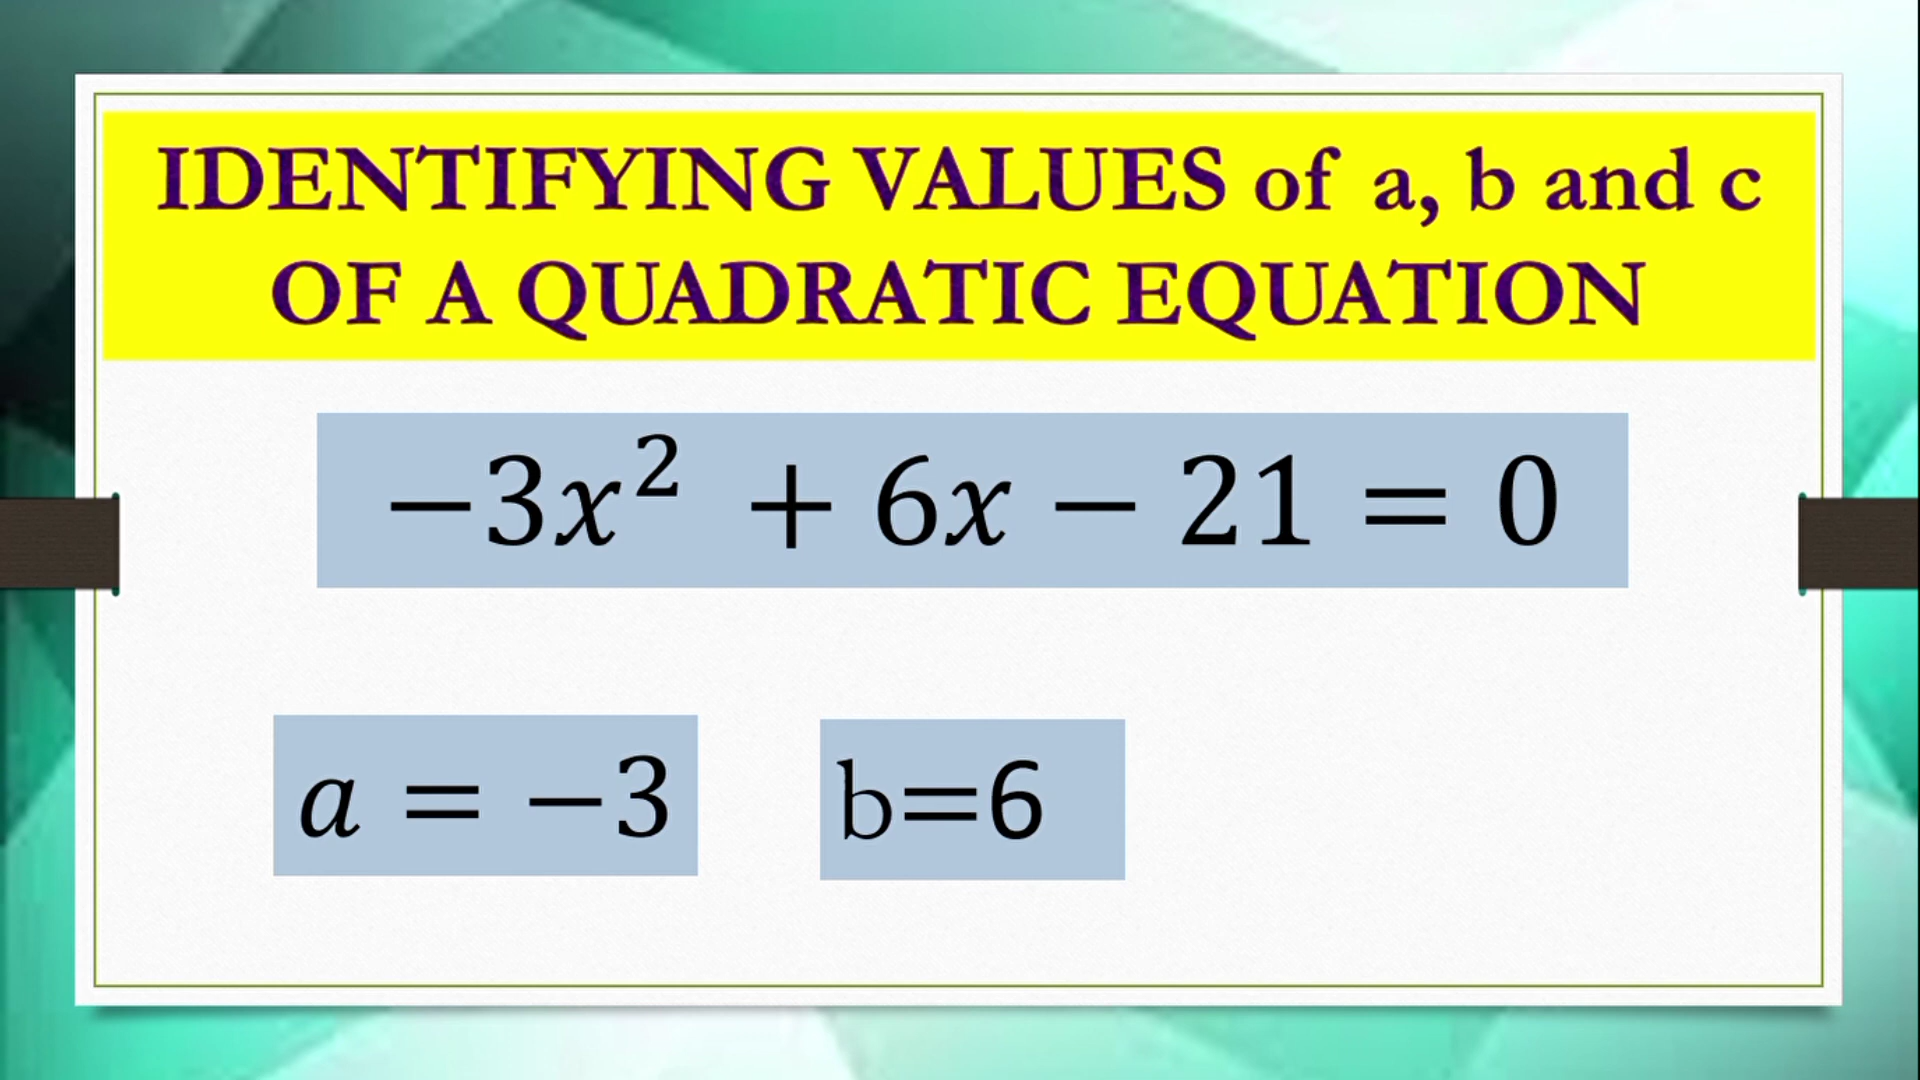 IDENTIFYING VALUES of a, b and c
OF A QUADRATIC EQUATION
−3x² + 6x − 21 = 0
a = −3
b=6